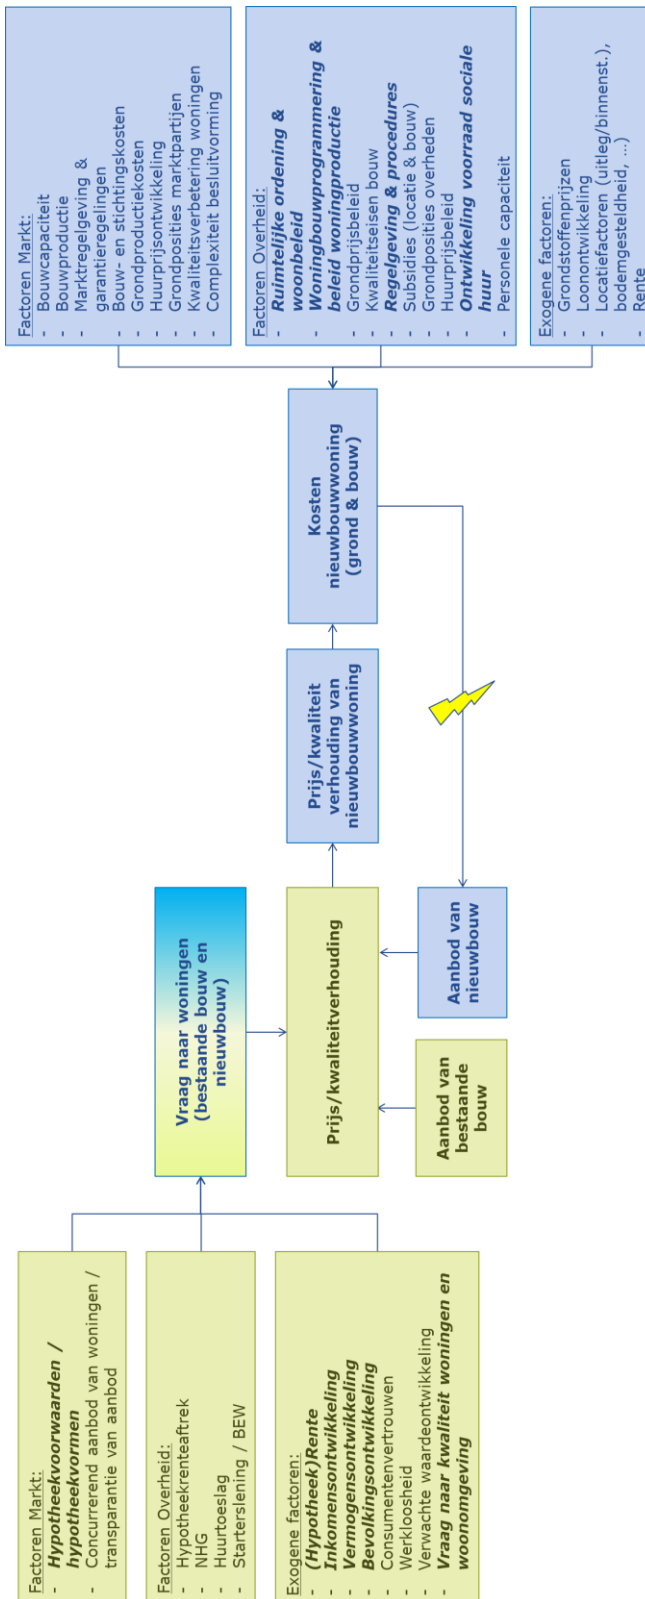 Factoren Markt:
- Hypotheekvoorwaarden /
hypotheekvormen
- Concurrerend aanbod van woningen /
transparantie van aanbod
Factoren Overheid:
- Hypotheekrenteaftrek
- NHG
- Huurtoeslag
- Starterslening / BEW
Exogene factoren:
- (Hypotheek)Rente
- Inkomensontwikkeling
- Vermogensontwikkeling
- Bevolkingsontwikkeling
- Consumentenvertrouwen
- Werkloosheid
- Verwachte waardeontwikkeling
- Vraag naar kwaliteit woningen en
woonomgeving
Vraag naar woningen
(bestaande bouw en
nieuwbouw)
Prijs/kwaliteitverhouding
Aanbod van
bestaande
bouw
Aanbod van
nieuwbouw
Prijs/kwaliteit
verhouding van
nieuwbouwwoning
Kosten
nieuwbouwwoning
(grond & bouw)
Factoren Markt:
- Bouwcapaciteit
- Bouwproductie
- Marktregelgeving &
garantieregelingen
- Bouw- en stichtingskosten
- Grondproductiekosten
- Huurprijsontwikkeling
- Grondposities marktpartijen
- Kwaliteitsverbetering woningen
- Complexiteit besluitvorming
Factoren Overheid:
- Ruimtelijke ordening &
woonbeleid
- Woningbouwprogrammering &
beleid woningproductie
- Grondprijsbeleid
- Kwaliteitseisen bouw
- Regelgeving & procedures
- Subsidies (locatie & bouw)
- Grondposities overheden
- Huurprijsbeleid
- Ontwikkeling voorraad sociale
huur
- Personele capaciteit
Exogene factoren:
- Grondstoffenprijzen
- Loonontwikkeling
- Locatiefactoren (uitleg/binnenst.),
bodemgesteldheid, ...)
- Rente